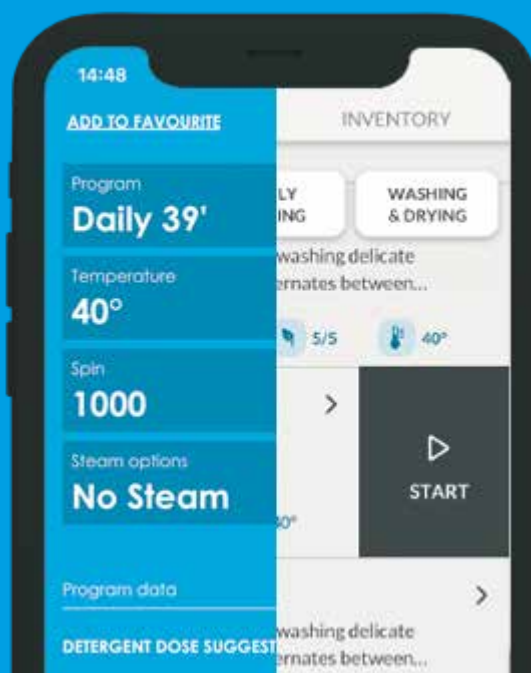 14:48
ADD TO FAVOURITE
INVENTORY
Program
Daily 39'
LY
ING
WASHING
& DRYING
washing delicate
ernates between...
Temperature
40°
5/5
40°
Spin
1000
START
Steam options
No Steam
Program data
DETERGENT DOSE SUGGEST
washing delicate
ernates between...